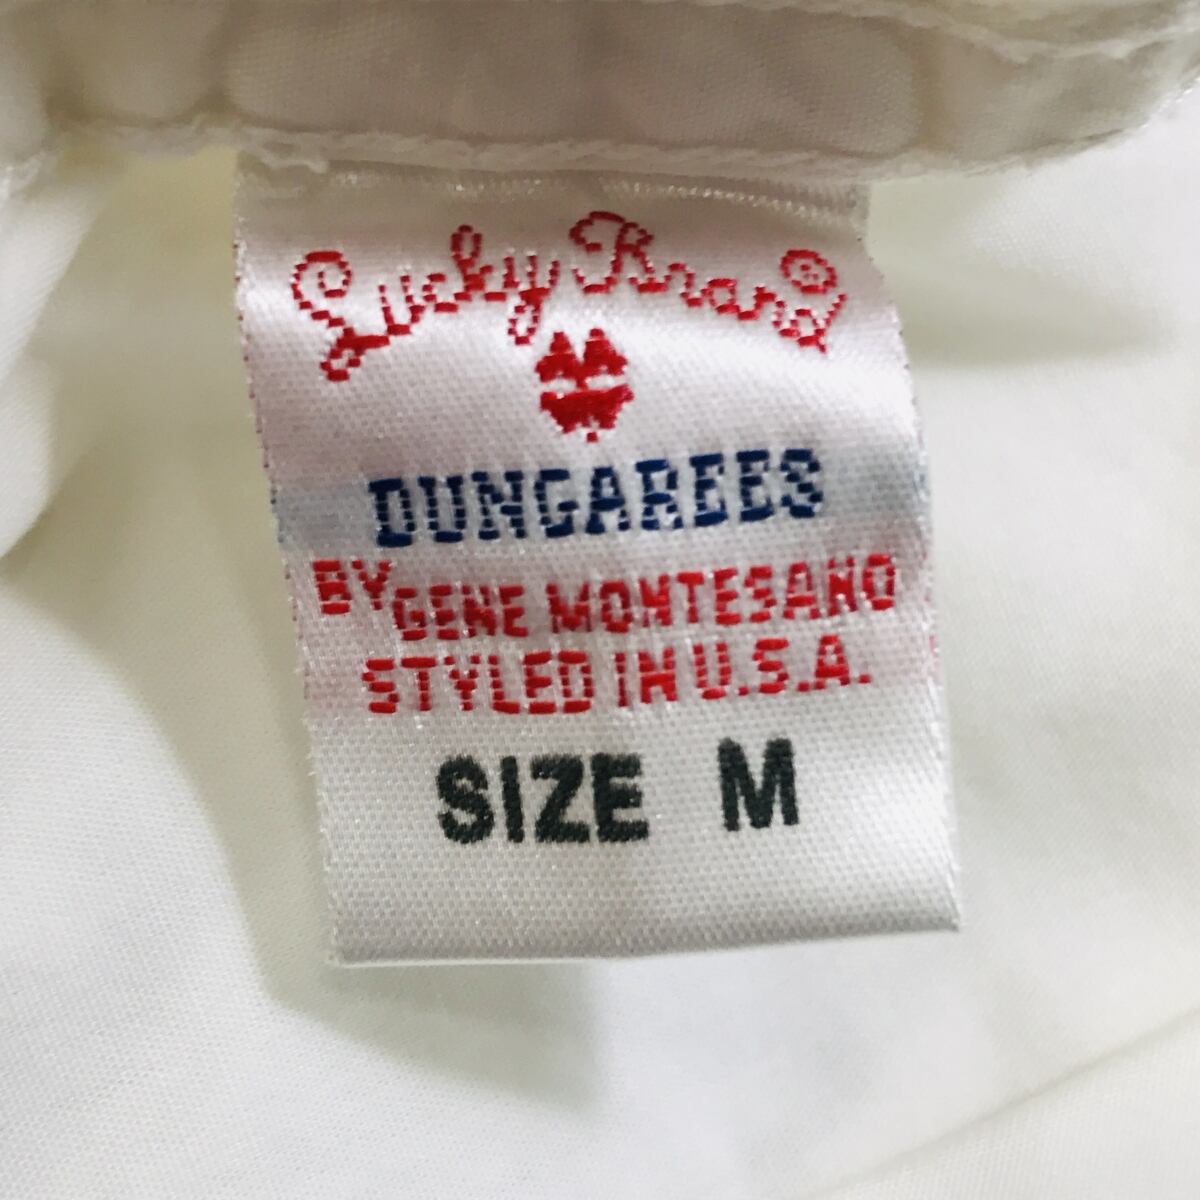 Lucky Brand®
DUNGAREES
BY GENE MONTESANO
STYLED IN U.S.A.
SIZE M